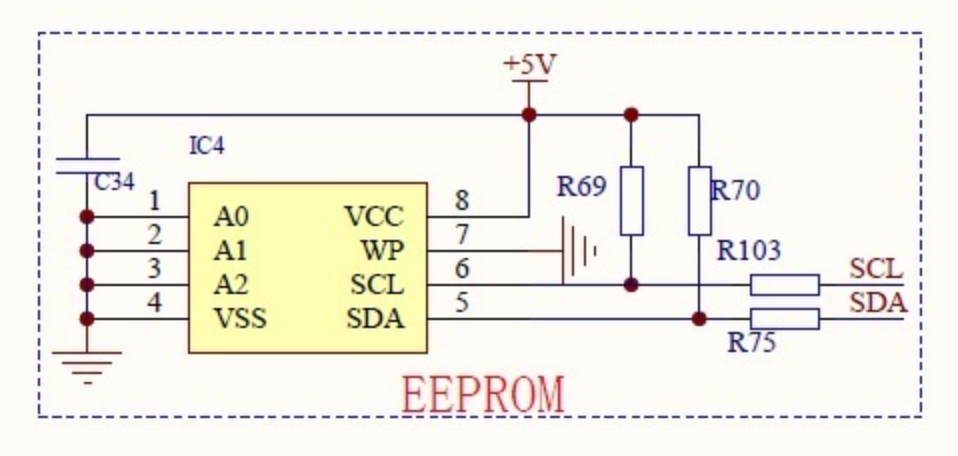 +5V
IC4
C34
R69
R70
1 A0 VCC 8
2 A1 WP 7
R103
3 A2 SCL 6
SCL
4 VSS SDA 5
SDA
R75
EEPROM